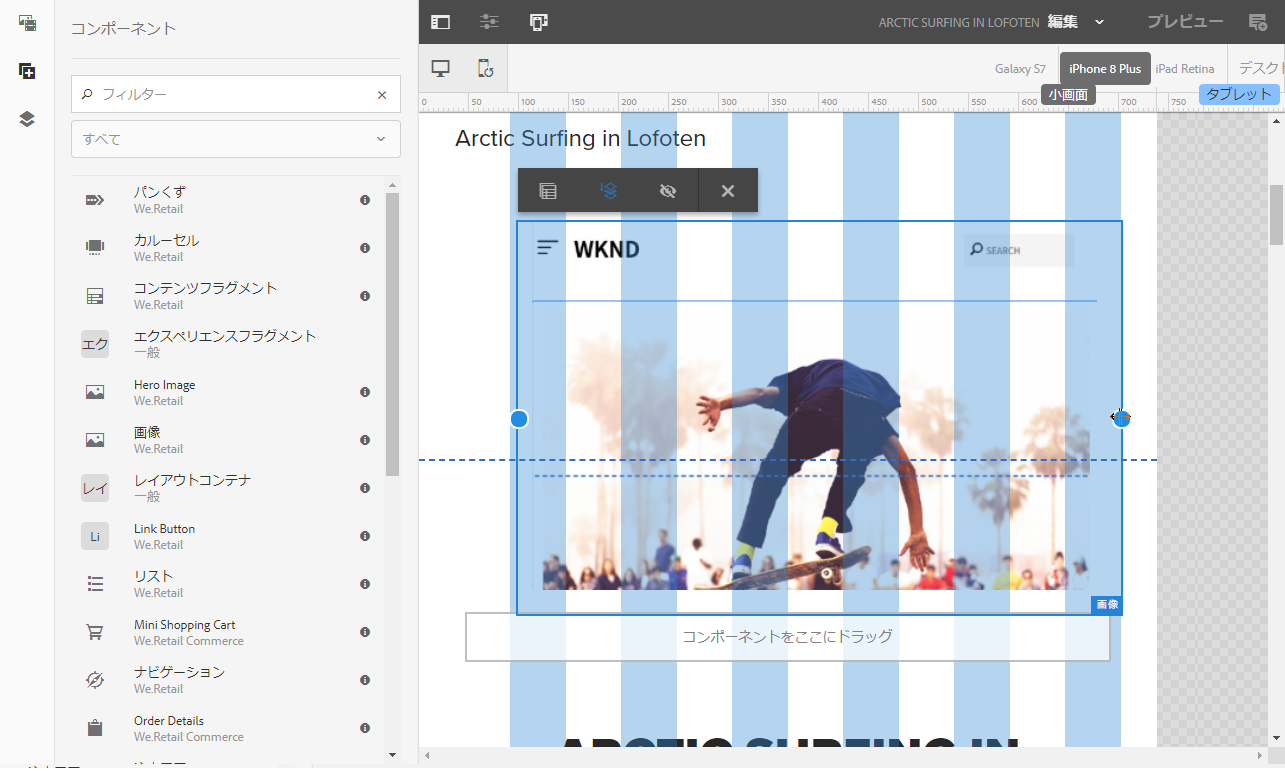 コンポーネント
フィルター
すべて
パンくず
We.Retail
カルーセル
We.Retail
コンテンツフラグメント
We.Retail
エク
エクスペリエンスフラグメント
一般
Hero Image
We.Retail
画像
We.Retail
レイ
レイアウトコンテナ
一般
Li
Link Button
We.Retail
リスト
We.Retail
Mini Shopping Cart
We.Retail Commerce
ナビゲーション
We.Retail
Order Details
We.Retail Commerce
ARCTIC SURFING IN LOFOTEN 編集
プレビュー
Galaxy S7
iPhone 8 Plus
iPad Retina
デスク
小画面
タブレット
0 50 100 150 200 250 300 350 400 450 500 550 600 700 750
Arctic Surfing in Lofoten
WKND
SEARCH
画像
コンポーネントをここにドラッグ
ARCTIC SURFING IN